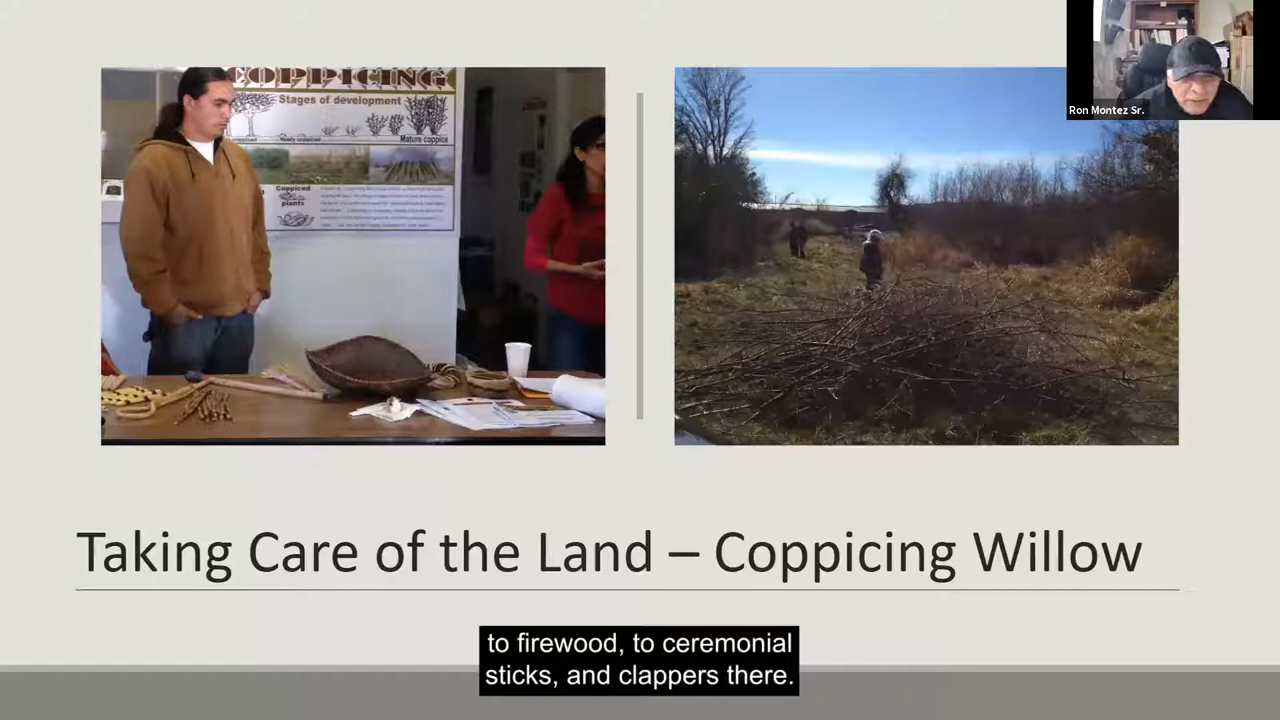 Ron Montez Sr.
COPPICING
Stages of development
Newly coppiced
Mature coppice
Coppiced
plants
Taking Care of the Land – Coppicing Willow
to firewood, to ceremonial
sticks, and clappers there.